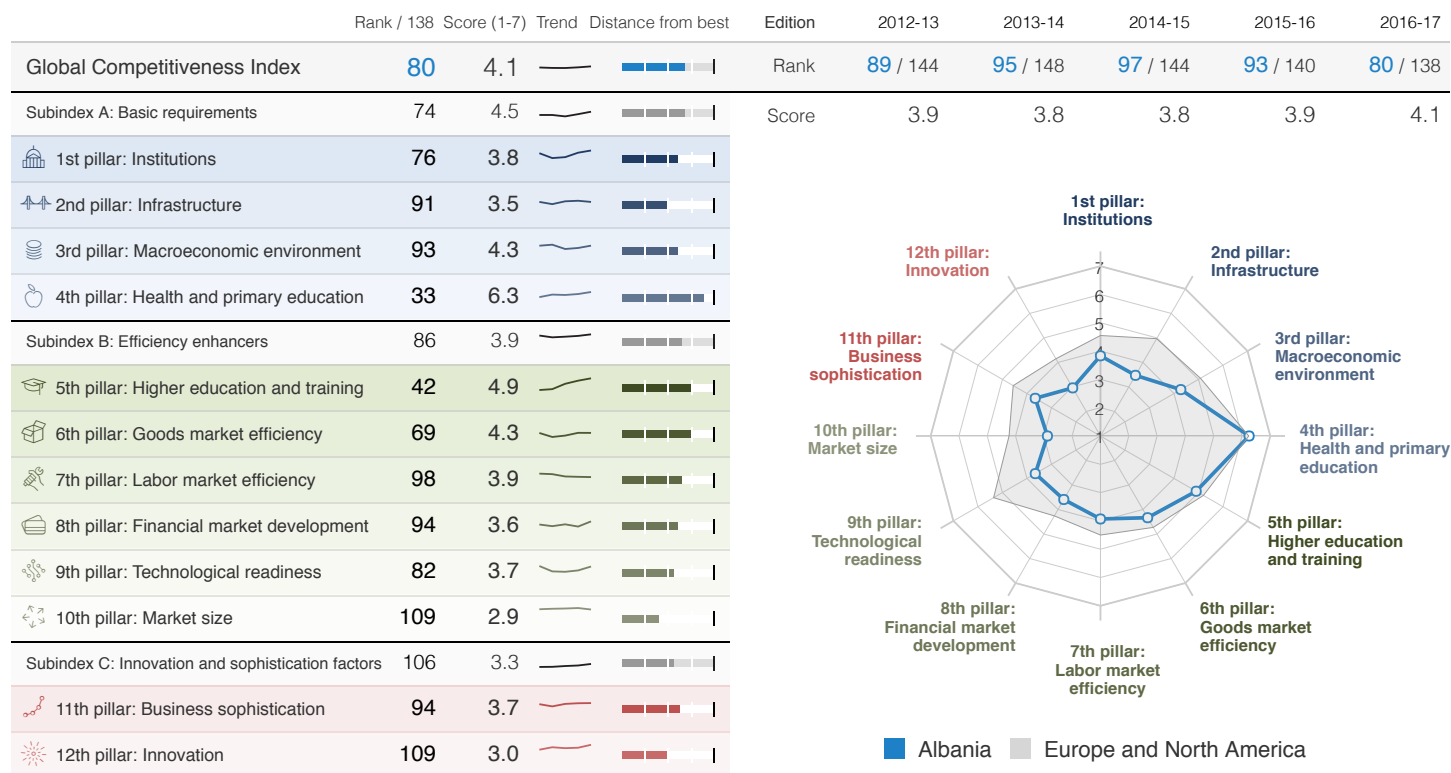 Rank / 138 Score (1-7) Trend Distance from best
Global Competitiveness Index 80 4.1
Subindex A: Basic requirements 74 4.5
1st pillar: Institutions 76 3.8
2nd pillar: Infrastructure 91 3.5
3rd pillar: Macroeconomic environment 93 4.3
4th pillar: Health and primary education 33 6.3
Subindex B: Efficiency enhancers 86 3.9
5th pillar: Higher education and training 42 4.9
6th pillar: Goods market efficiency 69 4.3
7th pillar: Labor market efficiency 98 3.9
8th pillar: Financial market development 94 3.6
9th pillar: Technological readiness 82 3.7
10th pillar: Market size 109 2.9
Subindex C: Innovation and sophistication factors 106 3.3
11th pillar: Business sophistication 94 3.7
12th pillar: Innovation 109 3.0
Edition 2012-13 2013-14 2014-15 2015-16 2016-17
Rank 89 / 144 95 / 148 97 / 144 93 / 140 80 / 138
Score 3.9 3.8 3.8 3.9 4.1
1st pillar:
Institutions
2nd pillar:
Infrastructure
3rd pillar:
Macroeconomic
environment
4th pillar:
Health and primary
education
5th pillar:
Higher education
and training
6th pillar:
Goods market
efficiency
7th pillar:
Labor market
efficiency
8th pillar:
Financial market
development
9th pillar:
Technological
readiness
10th pillar:
Market size
11th pillar:
Business
sophistication
12th pillar:
Innovation
7
6
5
4
3
2
1
Albania Europe and North America